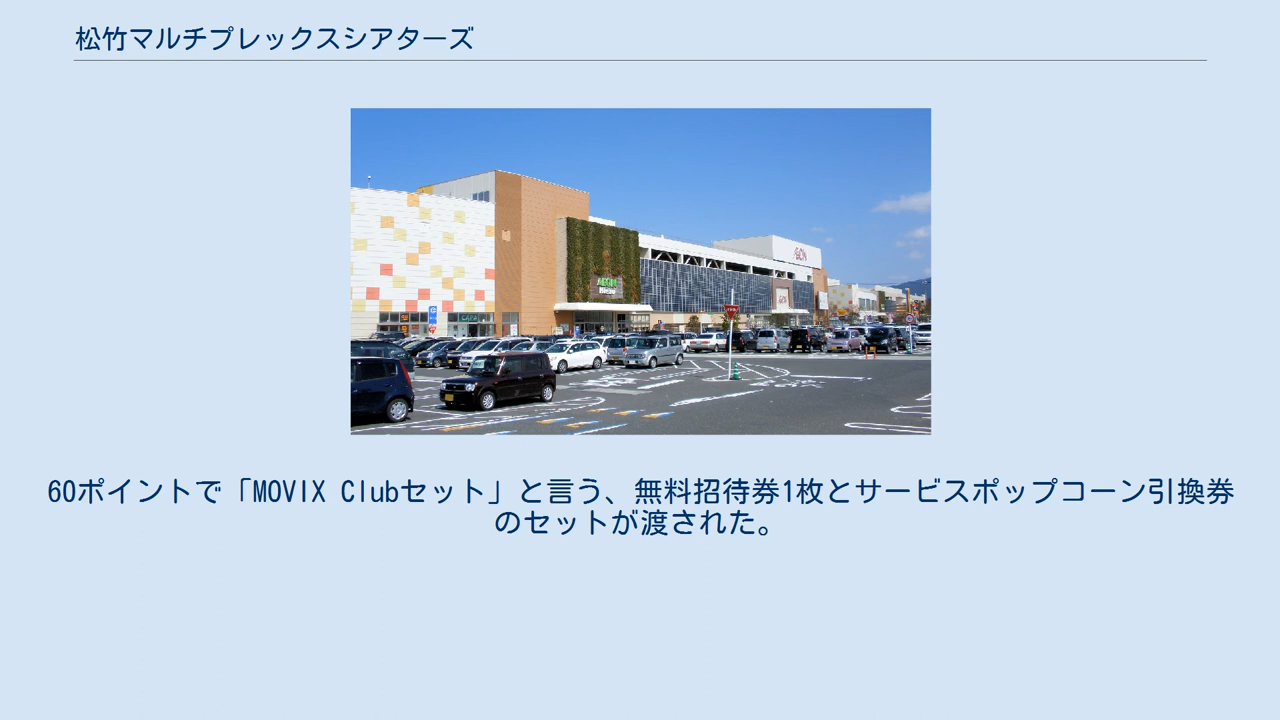 松竹マルチプレックスシアターズ
60ポイントで「MOVIX Clubセット」と言う、無料招待券1枚とサービスポップコーン引換券
のセットが渡された。